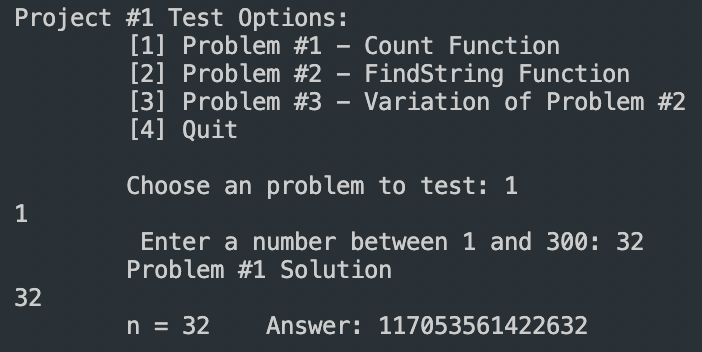 Project #1 Test Options:
[1] Problem #1 – Count Function
[2] Problem #2 – FindString Function
[3] Problem #3 – Variation of Problem #2
[4] Quit
Choose an problem to test: 1
1
Enter a number between 1 and 300: 32
Problem #1 Solution
32
n = 32    Answer: 117053561422632